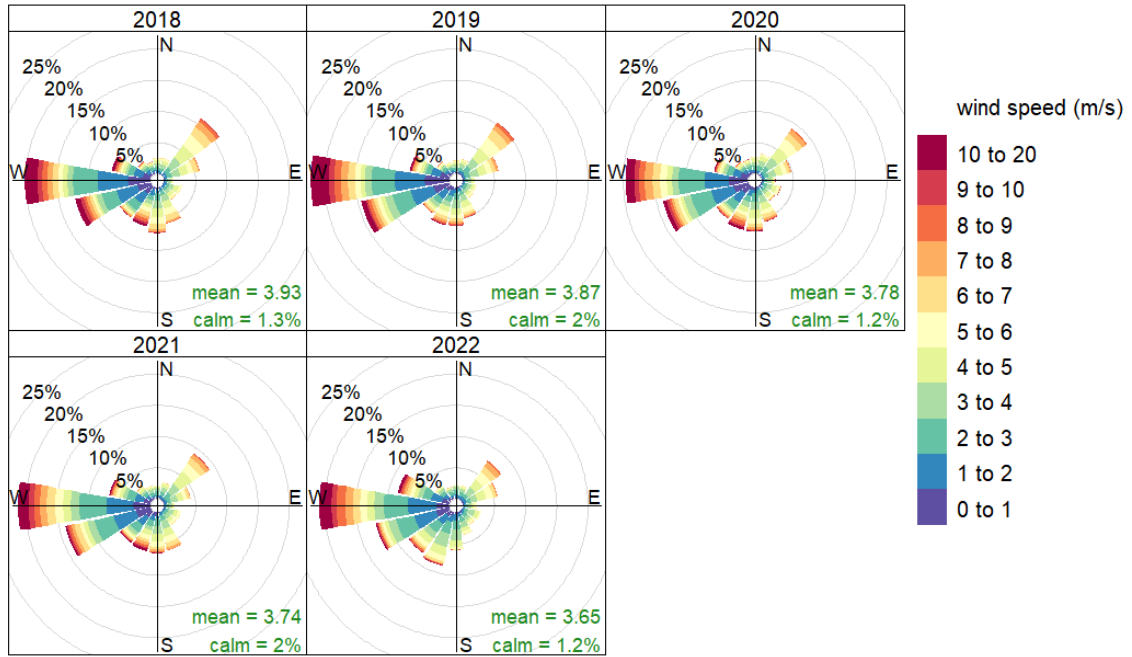 2018
N
25%
20%
15%
10%
5%
W
E
S
mean = 3.93
calm = 1.3%
2019
N
25%
20%
15%
10%
5%
W
E
S
mean = 3.87
calm = 2%
2020
N
25%
20%
15%
10%
5%
W
E
S
mean = 3.78
calm = 1.2%
wind speed (m/s)
10 to 20
9 to 10
8 to 9
7 to 8
6 to 7
5 to 6
4 to 5
3 to 4
2 to 3
1 to 2
0 to 1
2021
N
25%
20%
15%
10%
5%
W
E
S
mean = 3.74
calm = 2%
2022
N
25%
20%
15%
10%
5%
W
E
S
mean = 3.65
calm = 1.2%